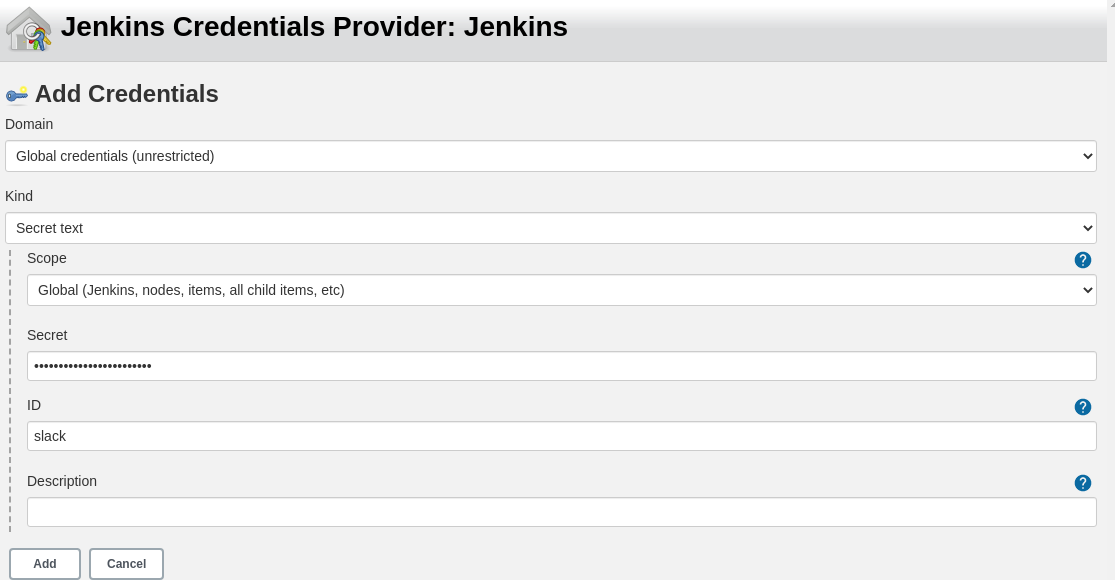 Jenkins Credentials Provider: Jenkins
Add Credentials
Domain
Global credentials (unrestricted)
Kind
Secret text
Scope
Global (Jenkins, nodes, items, all child items, etc)
Secret
••••••••••••••••••••••••
ID
slack
Description
Add Cancel